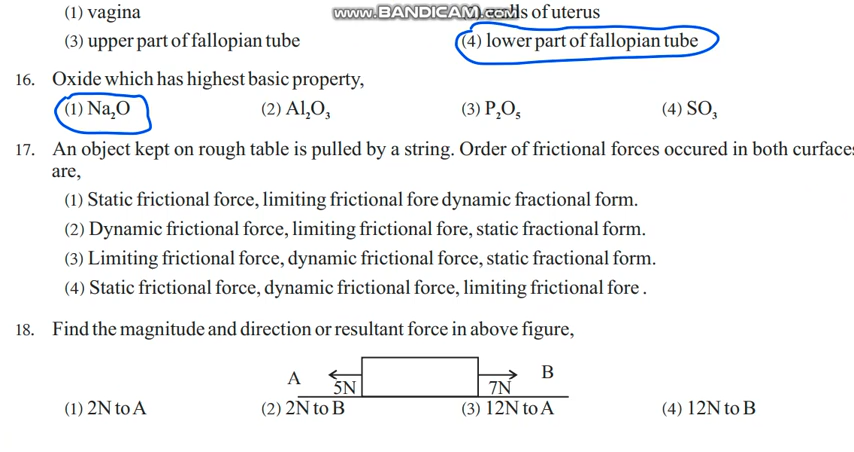 www.BANDICAM.com
(1) vagina of uterus
(3) upper part of fallopian tube (4) lower part of fallopian tube
16. Oxide which has highest basic property,
(1) Na₂O (2) Al₂O₃ (3) P₂O₅ (4) SO₃
17. An object kept on rough table is pulled by a string. Order of frictional forces occured in both curfaces
are,
(1) Static frictional force, limiting frictional fore dynamic fractional form.
(2) Dynamic frictional force, limiting frictional fore, static fractional form.
(3) Limiting frictional force, dynamic frictional force, static fractional form.
(4) Static frictional force, dynamic frictional force, limiting frictional fore .
18. Find the magnitude and direction or resultant force in above figure,
A 5N 7N B
(1) 2N to A (2) 2N to B (3) 12N to A (4) 12N to B